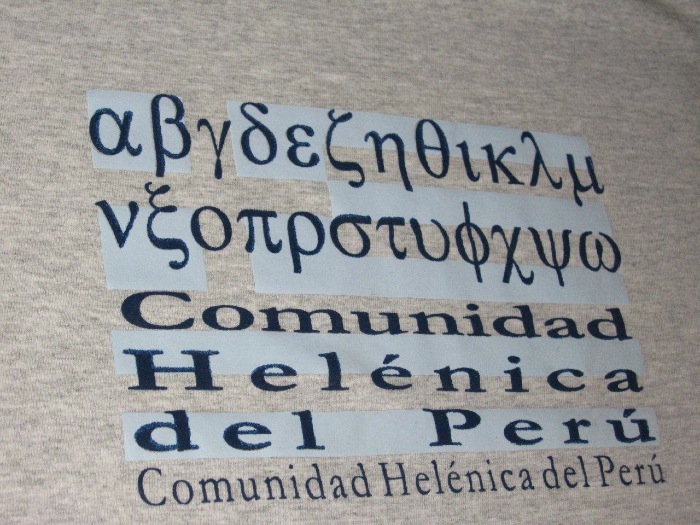 αβγδεζηθικλμ
νξοπρστυφχψω
Comunidad
Helénica
del Perú
Comunidad Helénica del Perú